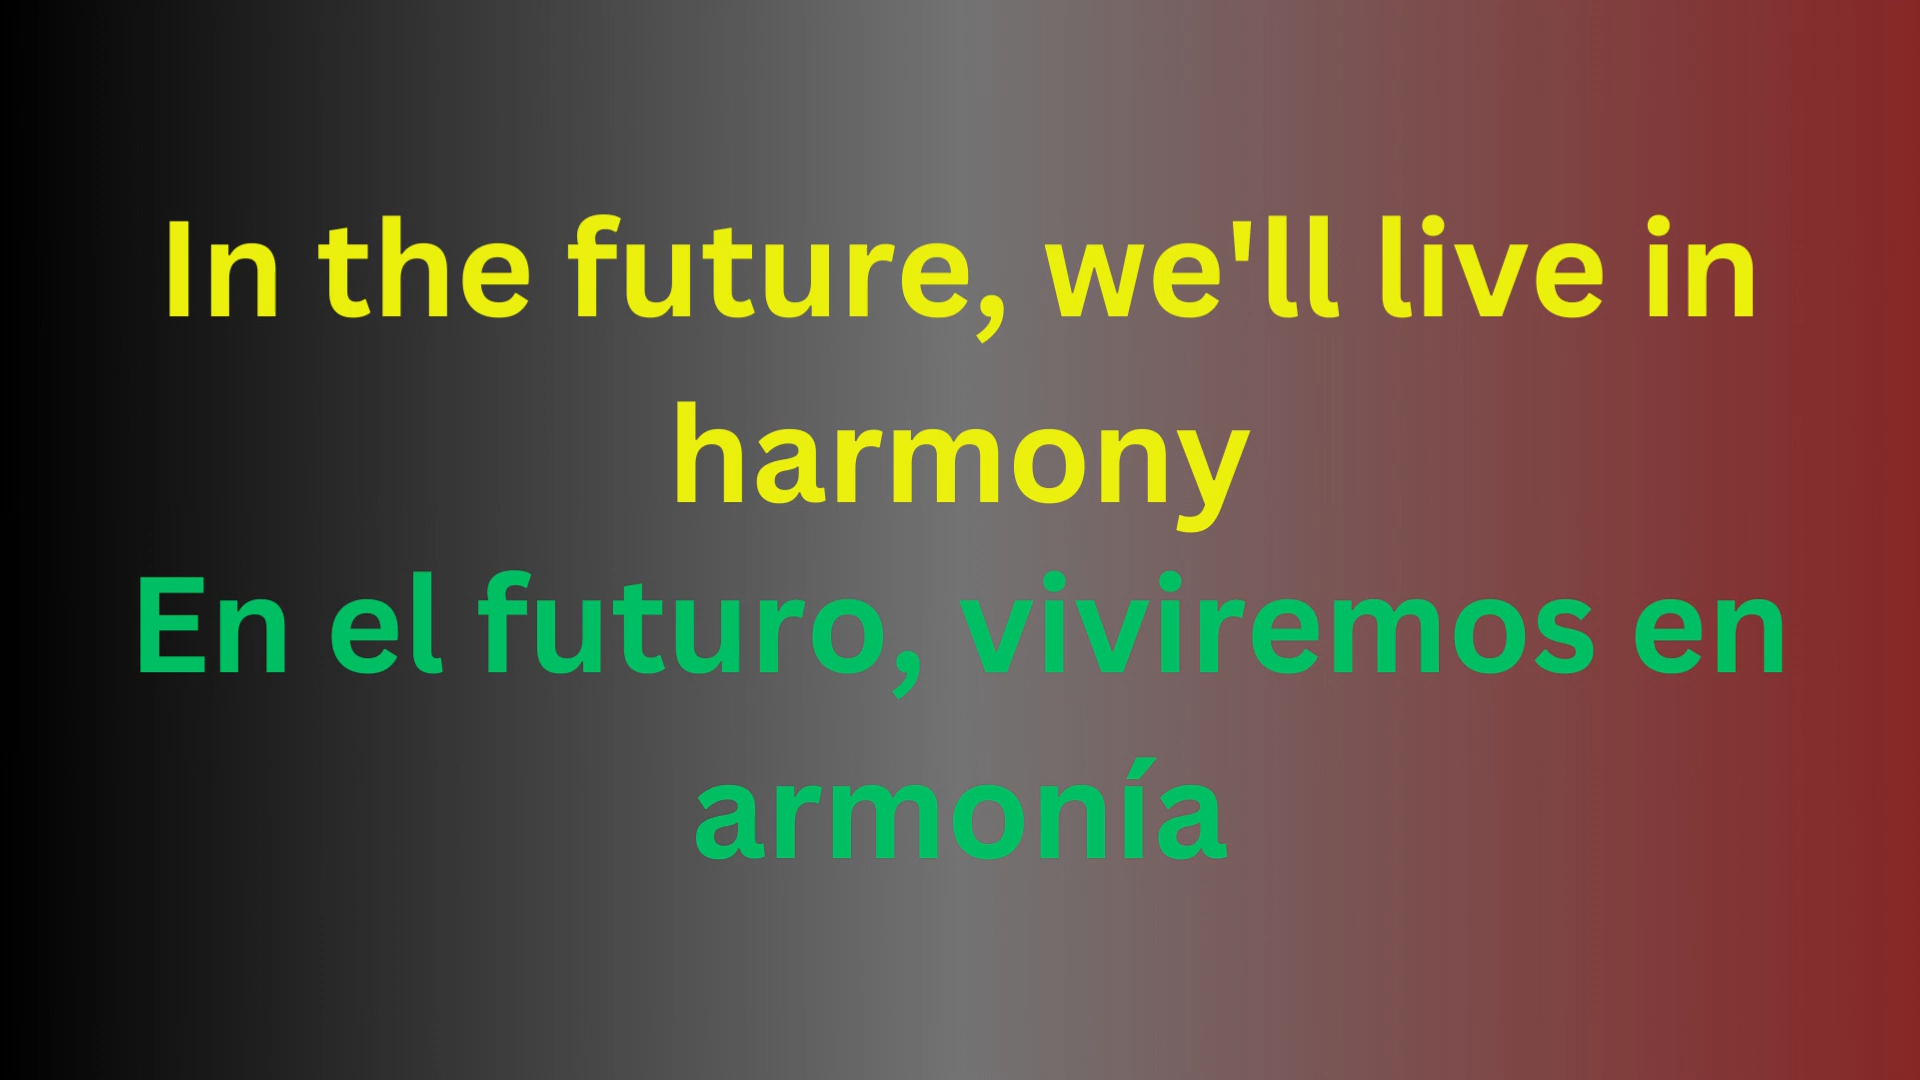 In the future, we'll live in
harmony
En el futuro, viviremos en
armonía